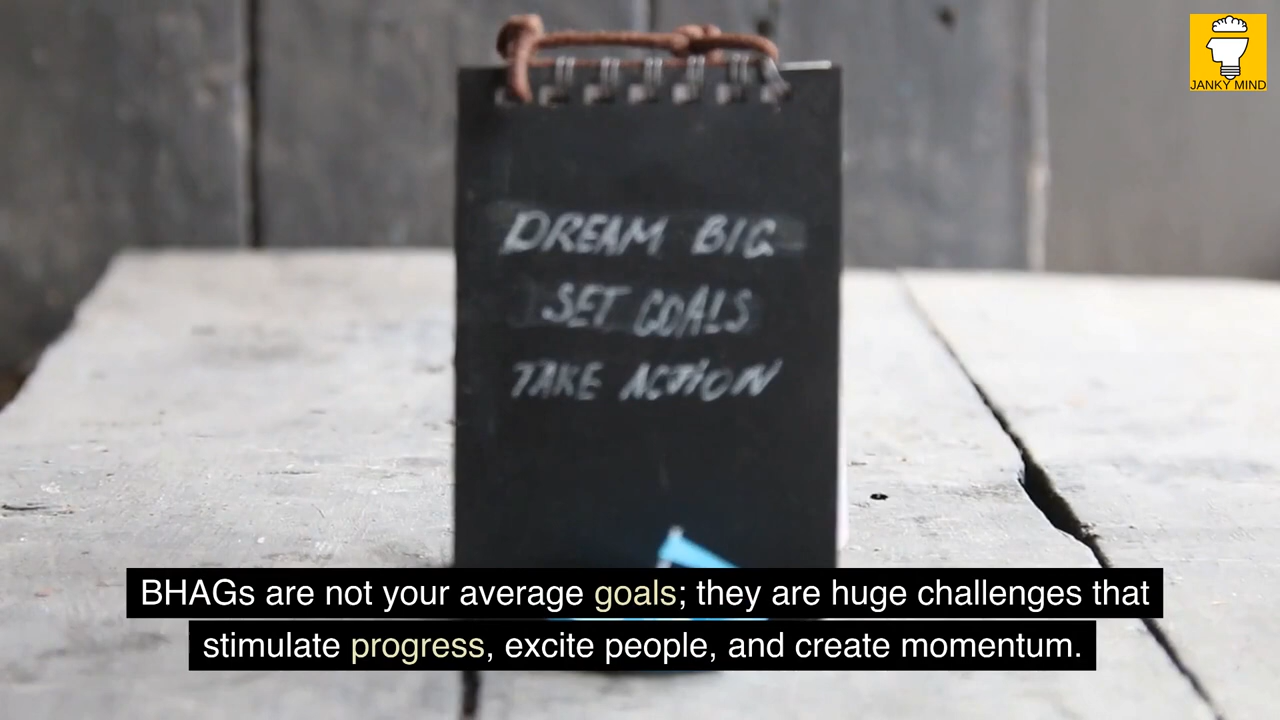 JANKY MIND
DREAM BIG
SET GOALS
TAKE ACTION
BHAGs are not your average goals; they are huge challenges that
stimulate progress, excite people, and create momentum.